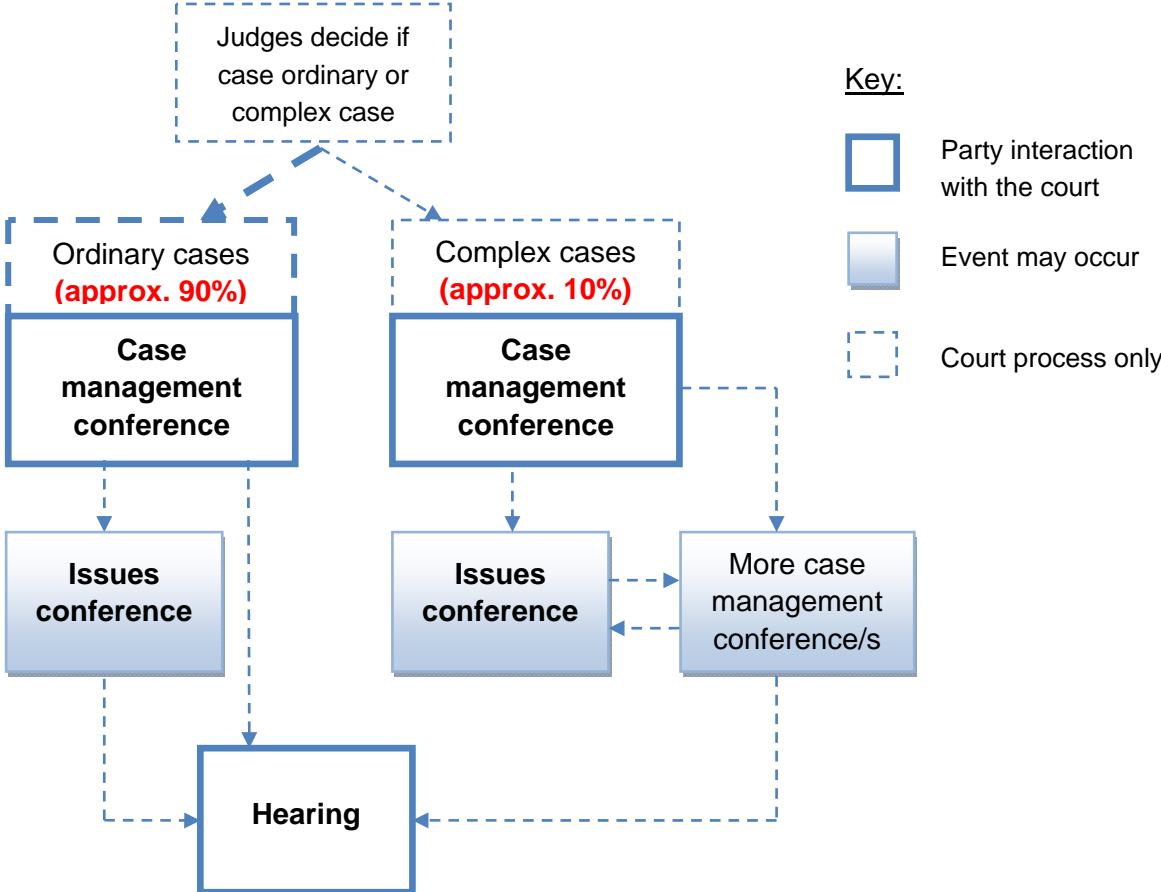 Judges decide if
case ordinary or
complex case
Key:
Party interaction
with the court
Event may occur
Court process only
Ordinary cases
(approx. 90%)
Complex cases
(approx. 10%)
Case
management
conference
Case
management
conference
Issues
conference
Issues
conference
More case
management
conference/s
Hearing